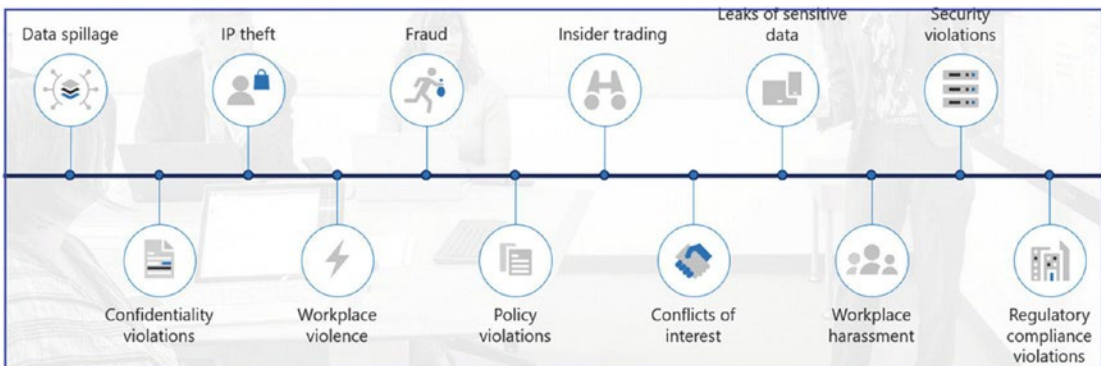 Data spillage
IP theft
Fraud
Insider trading
Leaks of sensitive
data
Security
violations
Confidentiality
violations
Workplace
violence
Policy
violations
Conflicts of
interest
Workplace
harassment
Regulatory
compliance
violations